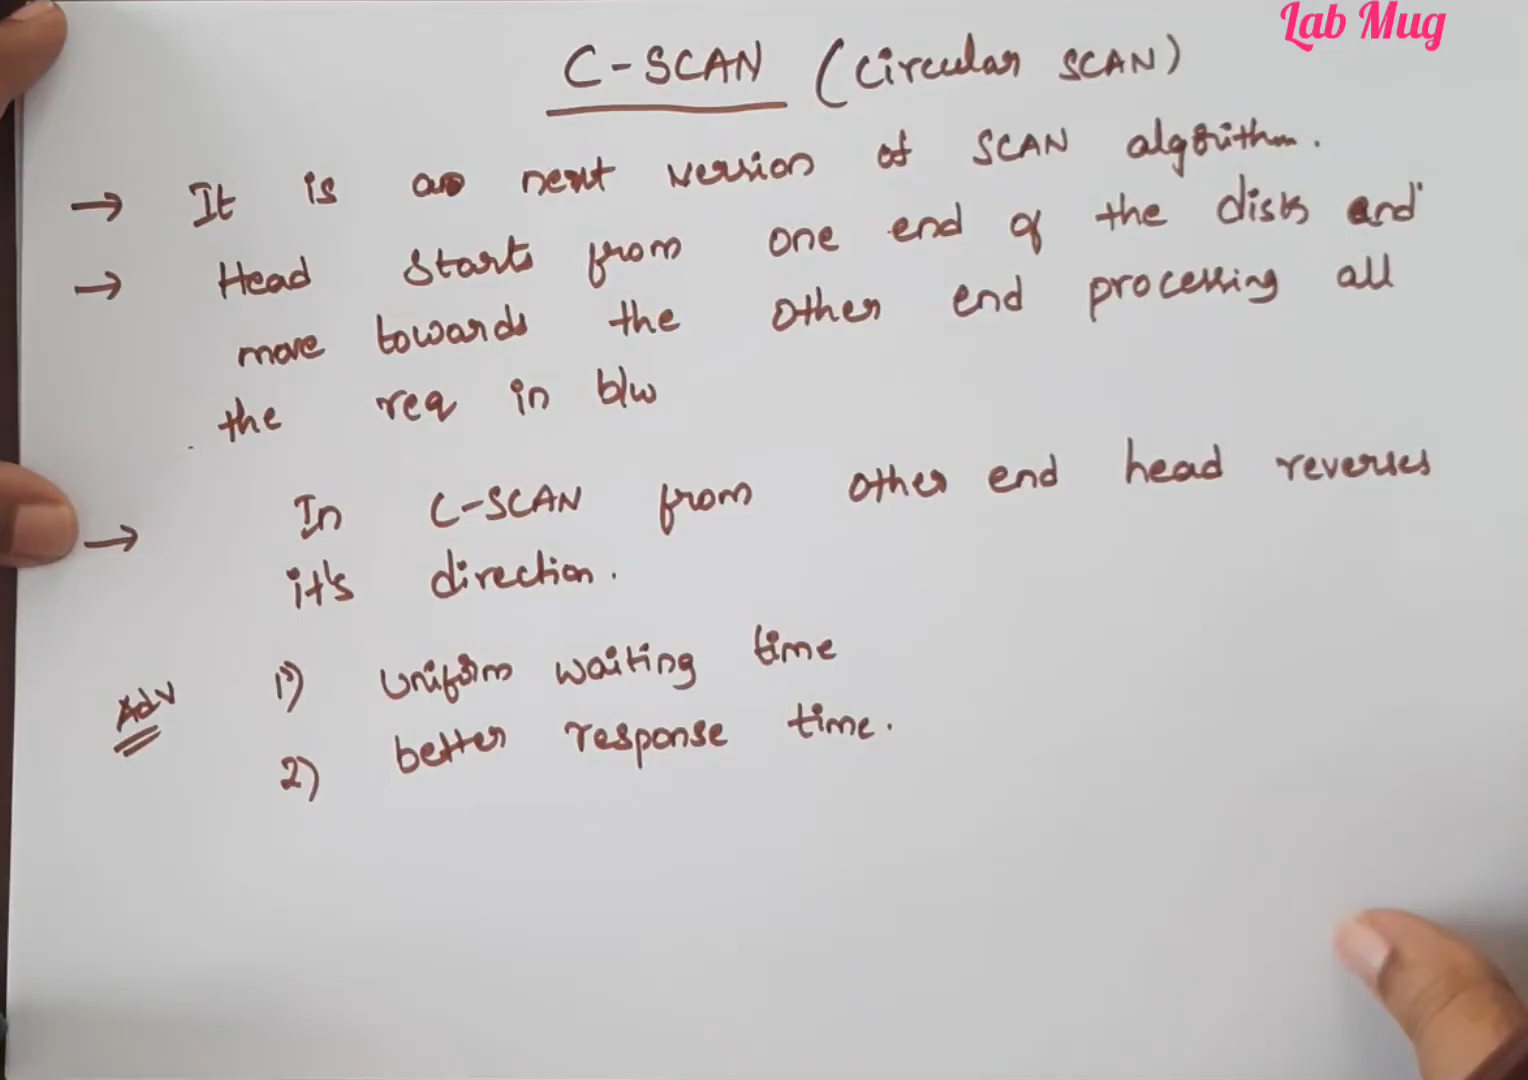 Lab Mug
C-SCAN (Circular SCAN)
→ It is an next version of SCAN algorithm.
→ Head starts from one end of the disk and
move towards the other end processing all
the req in b/w
→ In C-SCAN from other end head reverses
it's direction.
Adv 1) Uniform waiting time
2) better response time.